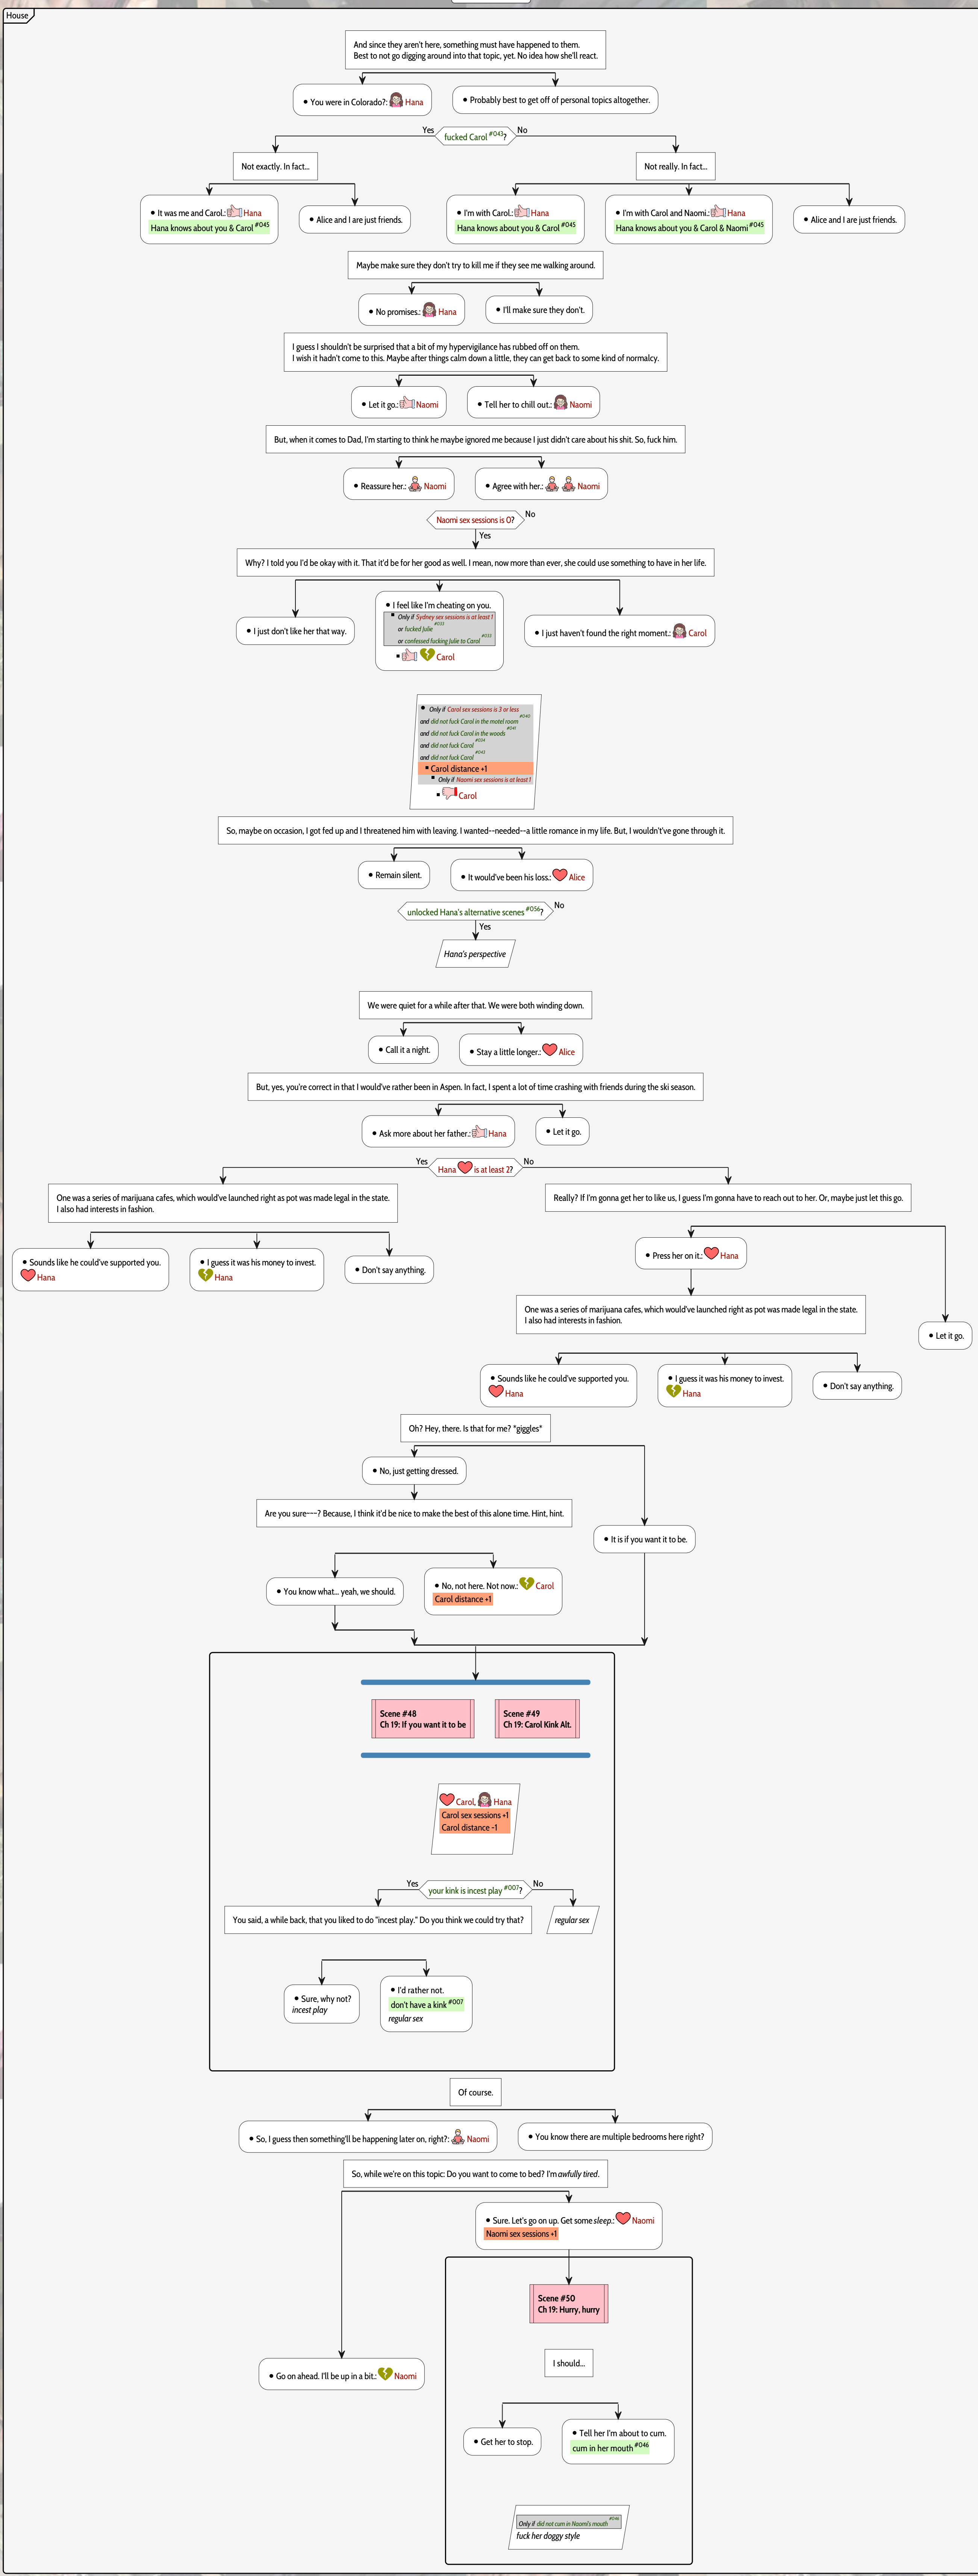 House
And since they aren't here, something must have happened to them.
Best to not go digging around into that topic, yet. No idea how she'll react.
You were in Colorado?: Hana
Probably best to get off of personal topics altogether.
Yes
fucked Carol #043?
No
Not exactly. In fact...
Not really. In fact...
It was me and Carol.: Hana
Hana knows about you & Carol #045
Alice and I are just friends.
I'm with Carol.: Hana
Hana knows about you & Carol #045
I'm with Carol and Naomi.: Hana
Hana knows about you & Carol & Naomi #045
Alice and I are just friends.
Maybe make sure they don't try to kill me if they see me walking around.
No promises.: Hana
I'll make sure they don't.
I guess I shouldn't be surprised that a bit of my hypervigilance has rubbed off on them.
I wish it hadn't come to this. Maybe after things calm down a little, they can get back to some kind of normalcy.
Let it go.: Naomi
Tell her to chill out.: Naomi
But, when it comes to Dad, I'm starting to think he maybe ignored me because I just didn't care about his shit. So, fuck him.
Reassure her.: Naomi
Agree with her.: Naomi
Naomi sex sessions is 0?
No
Yes
Why? I told you I'd be okay with it. That it'd be for her good as well. I mean, now more than ever, she could use something to have in her life.
I just don't like her that way.
I feel like I'm cheating on you.
Only if Sydney sex sessions is at least 1
or fucked Julie
or confessed fucking Julie to Carol
Carol
I just haven't found the right moment.: Carol
Only if Carol sex sessions is 3 or less
and did not fuck Carol in the motel room
and did not fuck Carol in the woods
and did not fuck Carol
and did not fuck Carol
Carol distance +1
Only if Naomi sex sessions is at least 1
Carol
So, maybe on occasion, I got fed up and I threatened him with leaving. I wanted--needed--a little romance in my life. But, I wouldn't've gone through it.
Remain silent.
It would've been his loss.: Alice
unlocked Hana's alternative scenes #056?
No
Yes
Hana's perspective
We were quiet for a while after that. We were both winding down.
Call it a night.
Stay a little longer.: Alice
But, yes, you're correct in that I would've rather been in Aspen. In fact, I spent a lot of time crashing with friends during the ski season.
Ask more about her father.: Hana
Let it go.
Yes
Hana is at least 2?
No
One was a series of marijuana cafes, which would've launched right as pot was made legal in the state.
I also had interests in fashion.
Really? If I'm gonna get her to like us, I guess I'm gonna have to reach out to her. Or, maybe just let this go.
Sounds like he could've supported you.
Hana
I guess it was his money to invest.
Hana
Don't say anything.
Press her on it.: Hana
One was a series of marijuana cafes, which would've launched right as pot was made legal in the state.
I also had interests in fashion.
Let it go.
Sounds like he could've supported you.
Hana
I guess it was his money to invest.
Hana
Don't say anything.
Oh? Hey, there. Is that for me? *giggles*
No, just getting dressed.
Are you sure---? Because, I think it'd be nice to make the best of this alone time. Hint, hint.
It is if you want it to be.
You know what... yeah, we should.
No, not here. Not now.: Carol
Carol distance +1
Scene #48
Ch 19: If you want it to be
Scene #49
Ch 19: Carol Kink Alt.
Carol, Hana
Carol sex sessions +1
Carol distance -1
Yes
your kink is incest play #007?
No
You said, a while back, that you liked to do "incest play." Do you think we could try that?
regular sex
Sure, why not?
incest play
I'd rather not.
don't have a kink #007
regular sex
Of course.
So, I guess then something'll be happening later on, right?: Naomi
You know there are multiple bedrooms here right?
So, while we're on this topic: Do you want to come to bed? I'm awfully tired.
Sure. Let's go on up. Get some sleep.: Naomi
Naomi sex sessions +1
Scene #50
Ch 19: Hurry, hurry
I should...
Go on ahead. I'll be up in a bit.: Naomi
Get her to stop.
Tell her I'm about to cum.
cum in her mouth #046
Only if did not cum in Naomi's mouth #046
fuck her doggy style